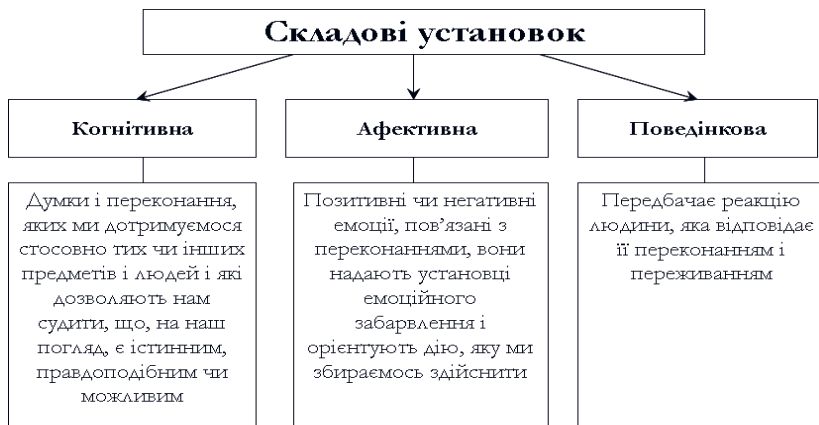 Складові установок
Когнітивна
Афективна
Поведінкова
Думки і переконання,
яких ми дотримуємося
стосовно тих чи інших
предметів і людей і які
дозволяють нам
судити, що, на наш
погляд, є істинним,
правдоподібним чи
можливим
Позитивні чи негативні
емоції, пов’язані з
переконаннями, вони
надають установці
емоційного
забарвлення і
орієнтують дію, яку ми
збираємось здійснити
Передбачає реакцію
людини, яка відповідає
її переконанням і
переживанням